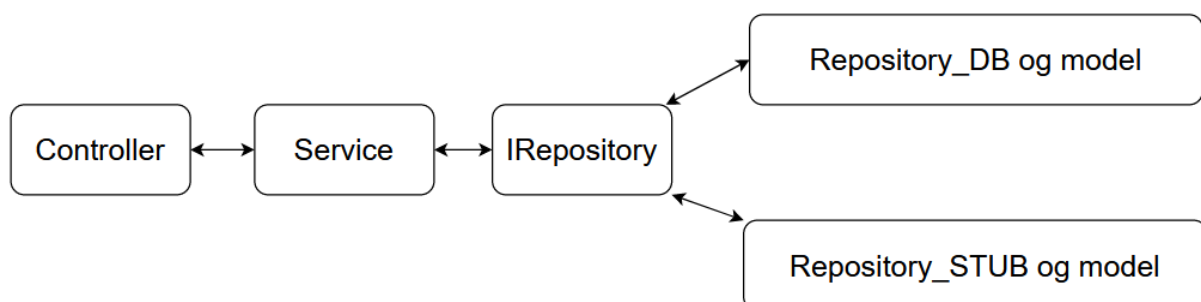 Repository_DB og model
Controller
Service
IRepository
Repository_STUB og model